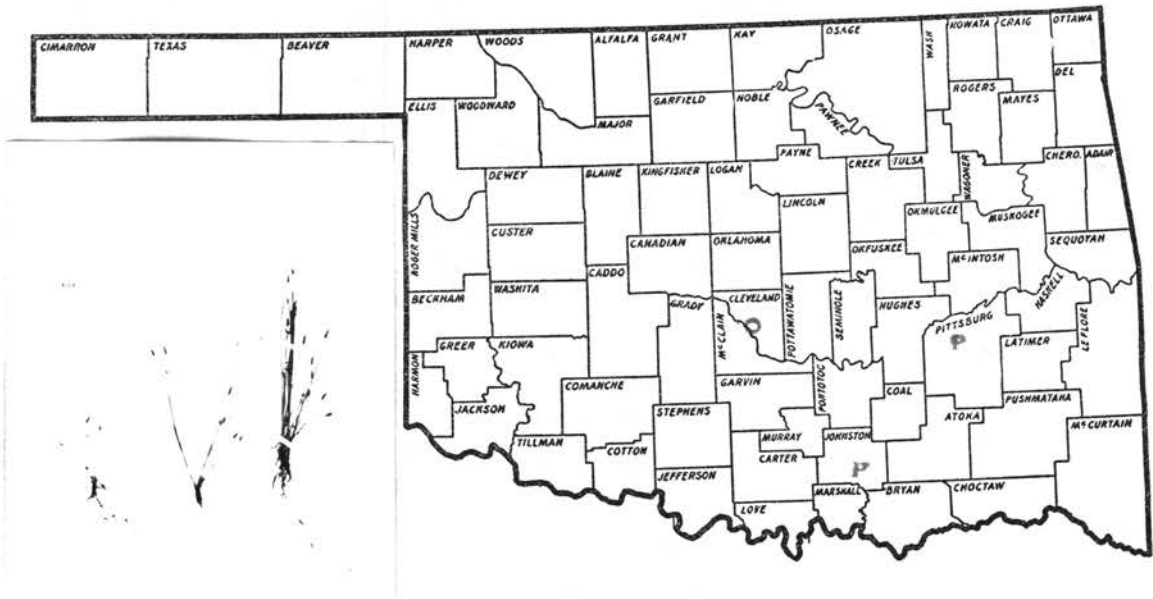 CIMARRON TEXAS BEAVER HARPER WOODS ALFALFA GRANT KAY OSAGE WASH NOWATA CRAIG OTTAWA
ELLIS WOODWARD MAJOR GARFIELD NOBLE PAWNEE ROGERS MAYES DEL
DEWEY BLAINE KINGFISHER LOGAN PAYNE CREEK TULSA WAGONER CHERO. ADAIR
ROGER MILLS CUSTER CANADIAN OKLAHOMA LINCOLN OKFUSKEE OKMULGEE MUSKOGEE SEQUOYAH
BECKHAM WASHITA CADDO GRADY McCLAIN CLEVELAND POTTAWATOMIE SEMINOLE HUGHES McINTOSH PITTSBURG HASKELL
O
P
HARMON GREER KIOWA COMANCHE GARVIN PONTOTOC COAL LATIMER LE FLORE
JACKSON TILLMAN COTTON STEPHENS MURRAY JOHNSTON ATOKA PUSHMATAHA McCURTAIN
P
JEFFERSON CARTER LOVE MARSHALL BRYAN CHOCTAW